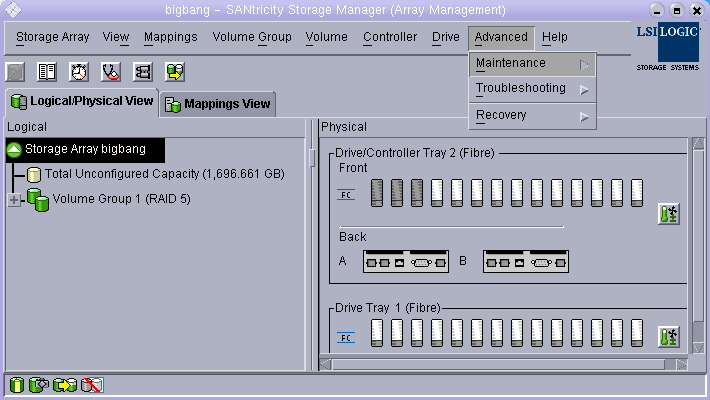 bigbang – SANtricity Storage Manager (Array Management)
Storage Array View Mappings Volume Group Volume Controller Drive Advanced Help
LSI LOGIC
STORAGE SYSTEMS
Maintenance
Troubleshooting
Recovery
Logical/Physical View Mappings View
Logical
Storage Array bigbang
Total Unconfigured Capacity (1,696.661 GB)
Volume Group 1 (RAID 5)
Physical
Drive/Controller Tray 2 (Fibre)
Front
FC
Back
A B
Drive Tray 1 (Fibre)
FC